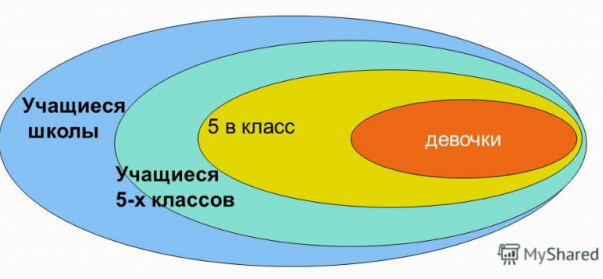 Учащиеся
школы
5 в класс
девочки
Учащиеся
5-х классов
MyShared